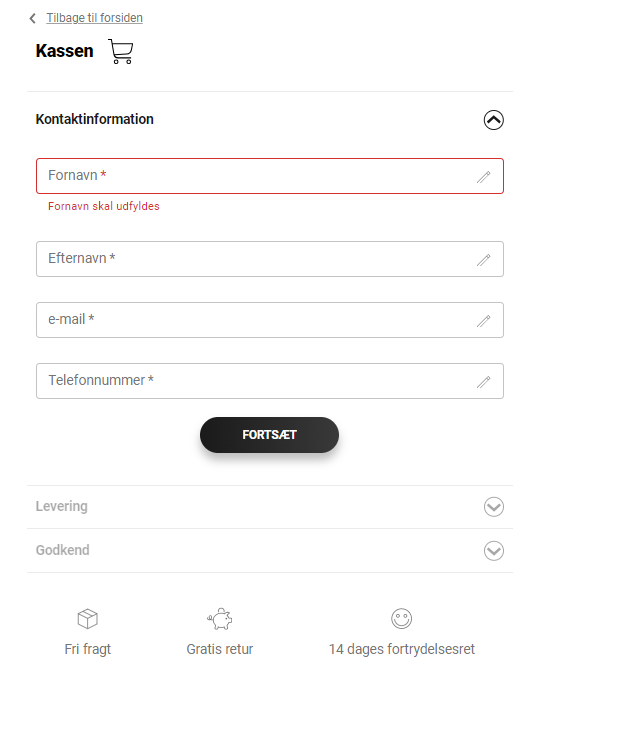 Tilbage til forsiden
Kassen
Kontaktinformation
Fornavn *
Fornavn skal udfyldes
Efternavn *
e-mail *
Telefonnummer *
FORTSÆT
Levering
Godkend
Fri fragt
Gratis retur
14 dages fortrydelsesret